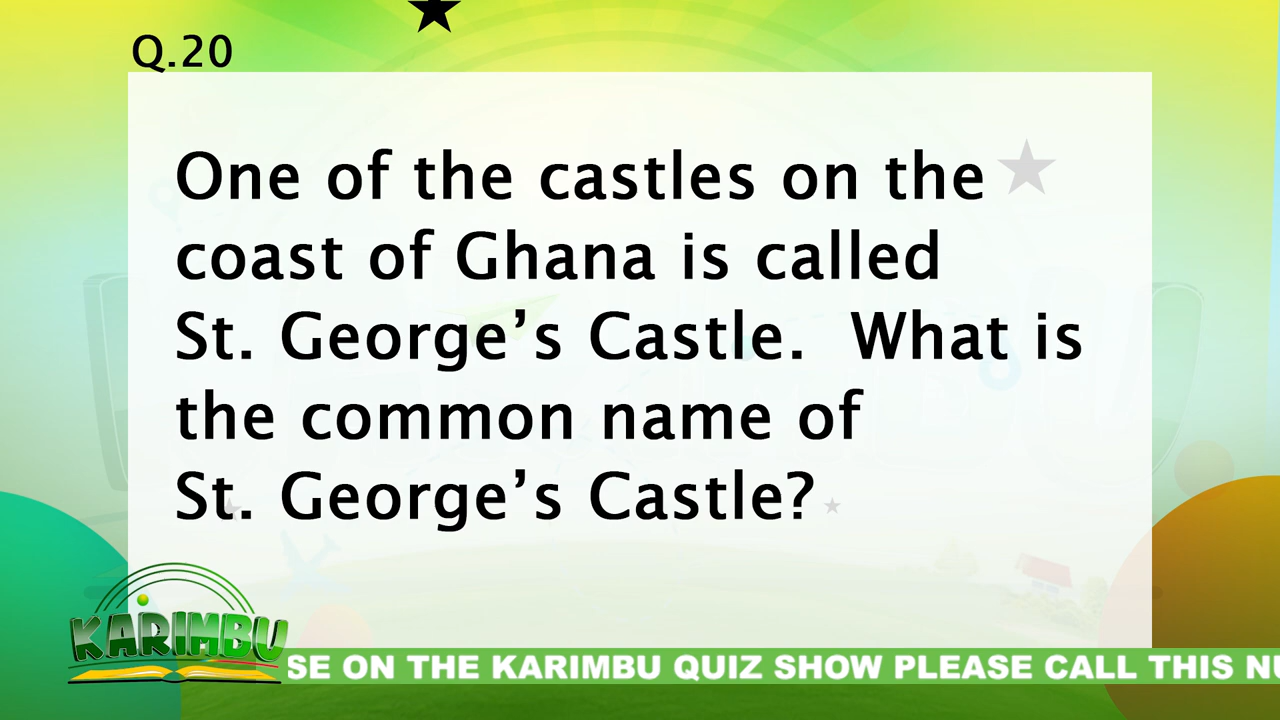 Q.20
One of the castles on the
coast of Ghana is called
St. George’s Castle.  What is
the common name of
St. George’s Castle?
KARIMBU
SE ON THE KARIMBU QUIZ SHOW PLEASE CALL THIS